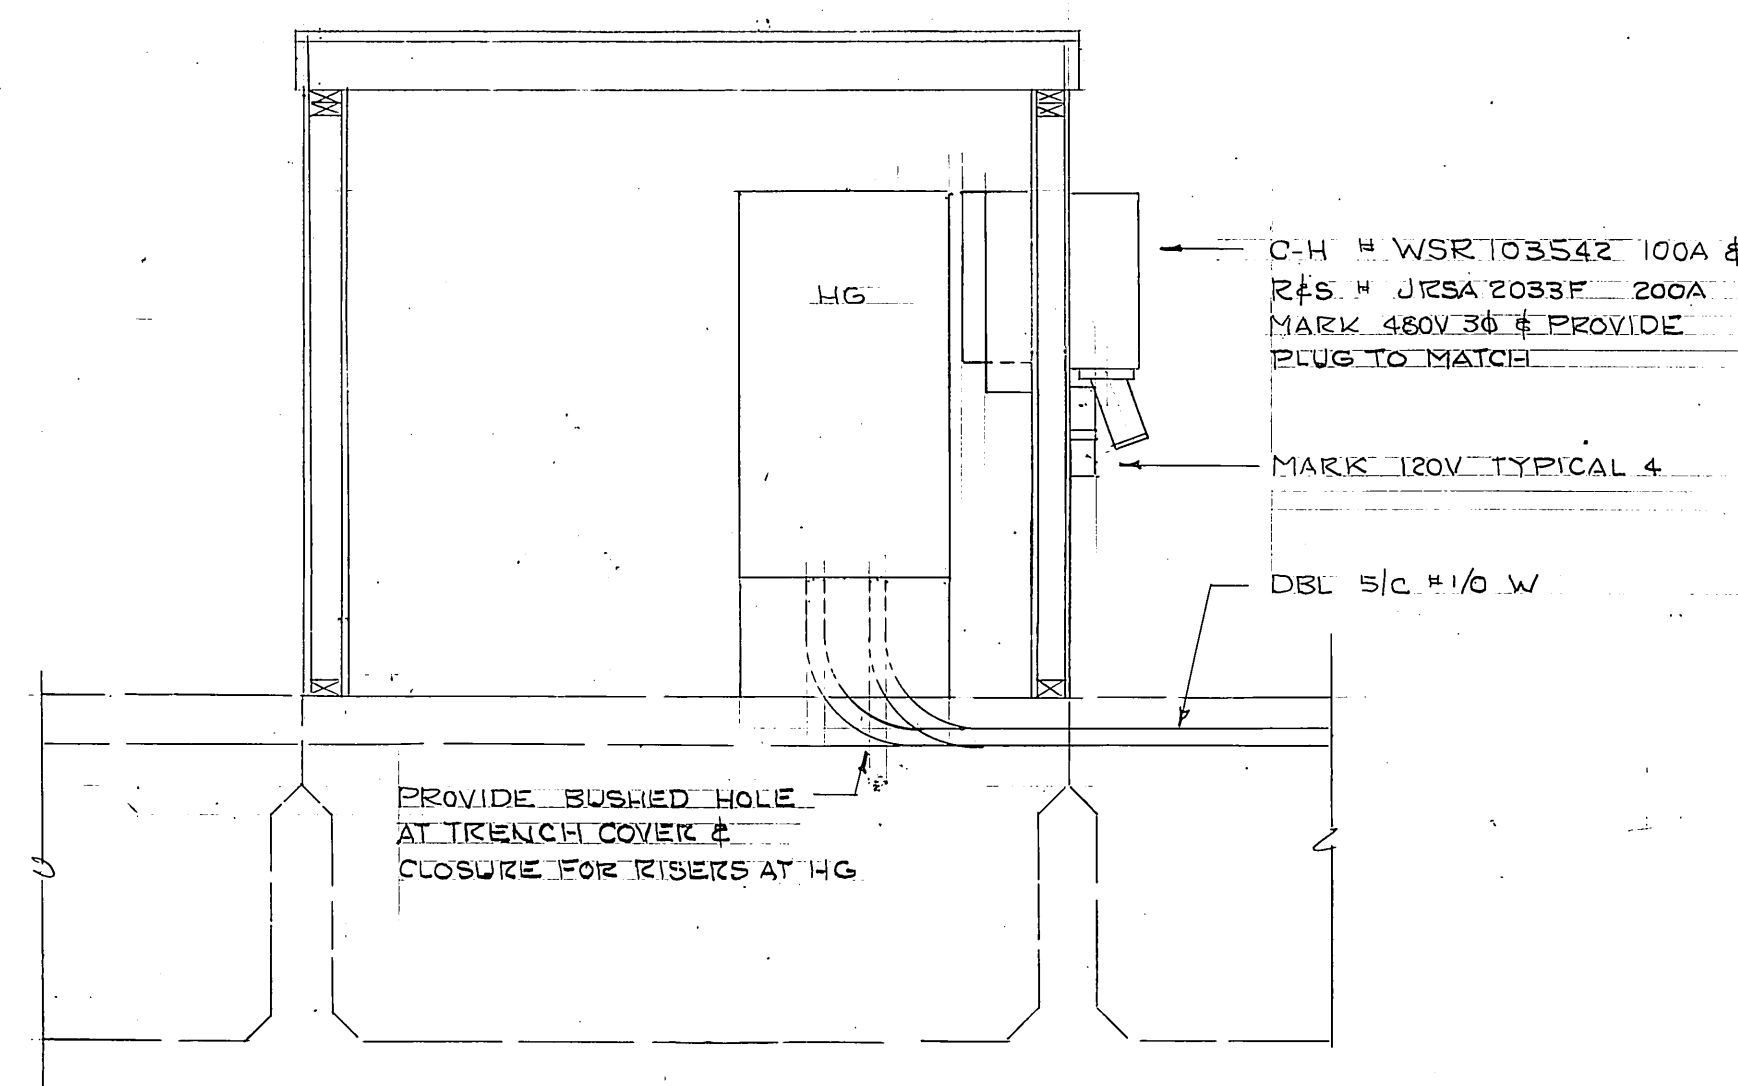 HG
C-H # WSR 103542 100A &
R&S # JRSA 2033F 200A
MARK 480V 3ϕ & PROVIDE
PLUG TO MATCH
MARK 120V TYPICAL 4
DBL 5/C #1/0 W
PROVIDE BUSHED HOLE
AT TRENCH COVER &
CLOSURE FOR RISERS AT HG